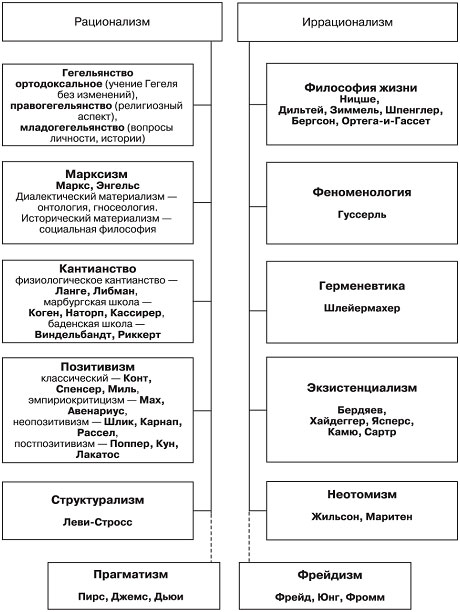 Рационализм
Гегельянство
ортодоксальное (учение Гегеля
без изменений),
правогегельянство (религиозный
аспект),
младогегельянство (вопросы
личности, истории)
Марксизм
Маркс, Энгельс
Диалектический материализм —
онтология, гносеология.
Исторический материализм —
социальная философия
Кантианство
физиологическое кантианство —
Ланге, Либман,
марбургская школа —
Коген, Наторп, Кассирер,
баденская школа —
Виндельбандт, Риккерт
Позитивизм
классический — Конт,
Спенсер, Миль,
эмпириокритицизм — Мах,
Авенариус,
неопозитивизм — Шлик, Карнап,
Рассел,
постпозитивизм — Поппер, Кун,
Лакатос
Структурализм
Леви-Стросс
Прагматизм
Пирс, Джемс, Дьюи
Иррационализм
Философия жизни
Ницше,
Дильтей, Зиммель, Шпенглер,
Бергсон, Ортега-и-Гассет
Феноменология
Гуссерль
Герменевтика
Шлейермахер
Экзистенциализм
Бердяев,
Хайдеггер, Ясперс,
Камю, Сартр
Неотомизм
Жильсон, Маритен
Фрейдизм
Фрейд, Юнг, Фромм